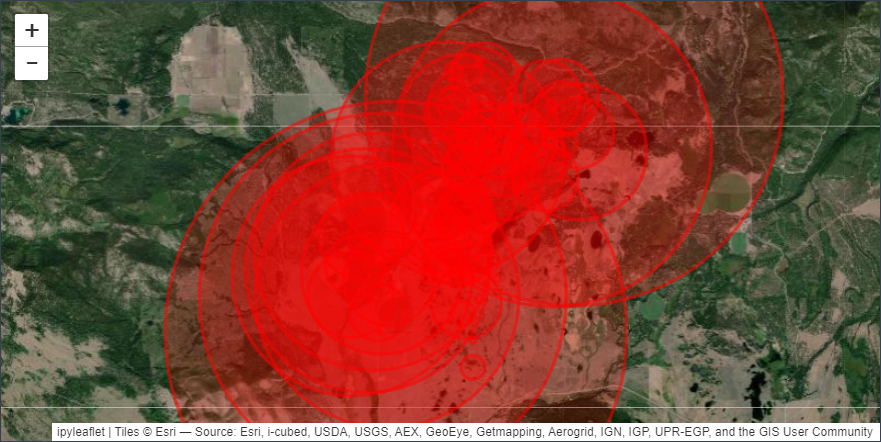 +
−
ipyleaflet | Tiles © Esri — Source: Esri, i-cubed, USDA, USGS, AEX, GeoEye, Getmapping, Aerogrid, IGN, IGP, UPR-EGP, and the GIS User Community